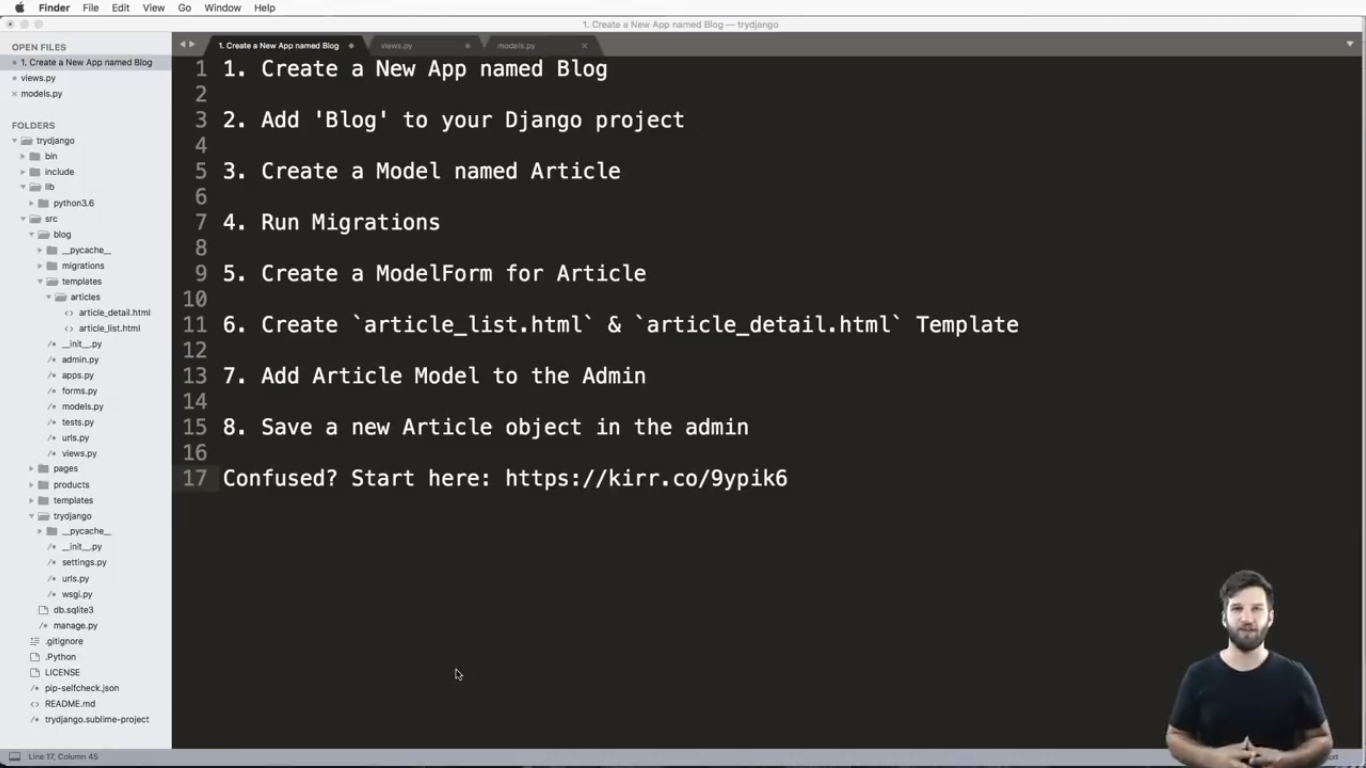 Finder File Edit View Go Window Help
1. Create a New App named Blog — trydjango
OPEN FILES
1. Create a New App named Blog
views.py
models.py
FOLDERS
trydjango
bin
include
lib
python3.6
src
blog
__pycache__
migrations
templates
articles
article_detail.html
article_list.html
__init__.py
admin.py
apps.py
forms.py
models.py
tests.py
urls.py
views.py
pages
products
templates
trydjango
__pycache__
__init__.py
settings.py
urls.py
wsgi.py
db.sqlite3
manage.py
.gitignore
.Python
LICENSE
pip-selfcheck.json
README.md
trydjango.sublime-project
1. Create a New App named Blog views.py models.py
1 1. Create a New App named Blog
2
3 2. Add 'Blog' to your Django project
4
5 3. Create a Model named Article
6
7 4. Run Migrations
8
9 5. Create a ModelForm for Article
10
11 6. Create `article_list.html` & `article_detail.html` Template
12
13 7. Add Article Model to the Admin
14
15 8. Save a new Article object in the admin
16
17 Confused? Start here: https://kirr.co/9ypik6
Line 17, Column 45